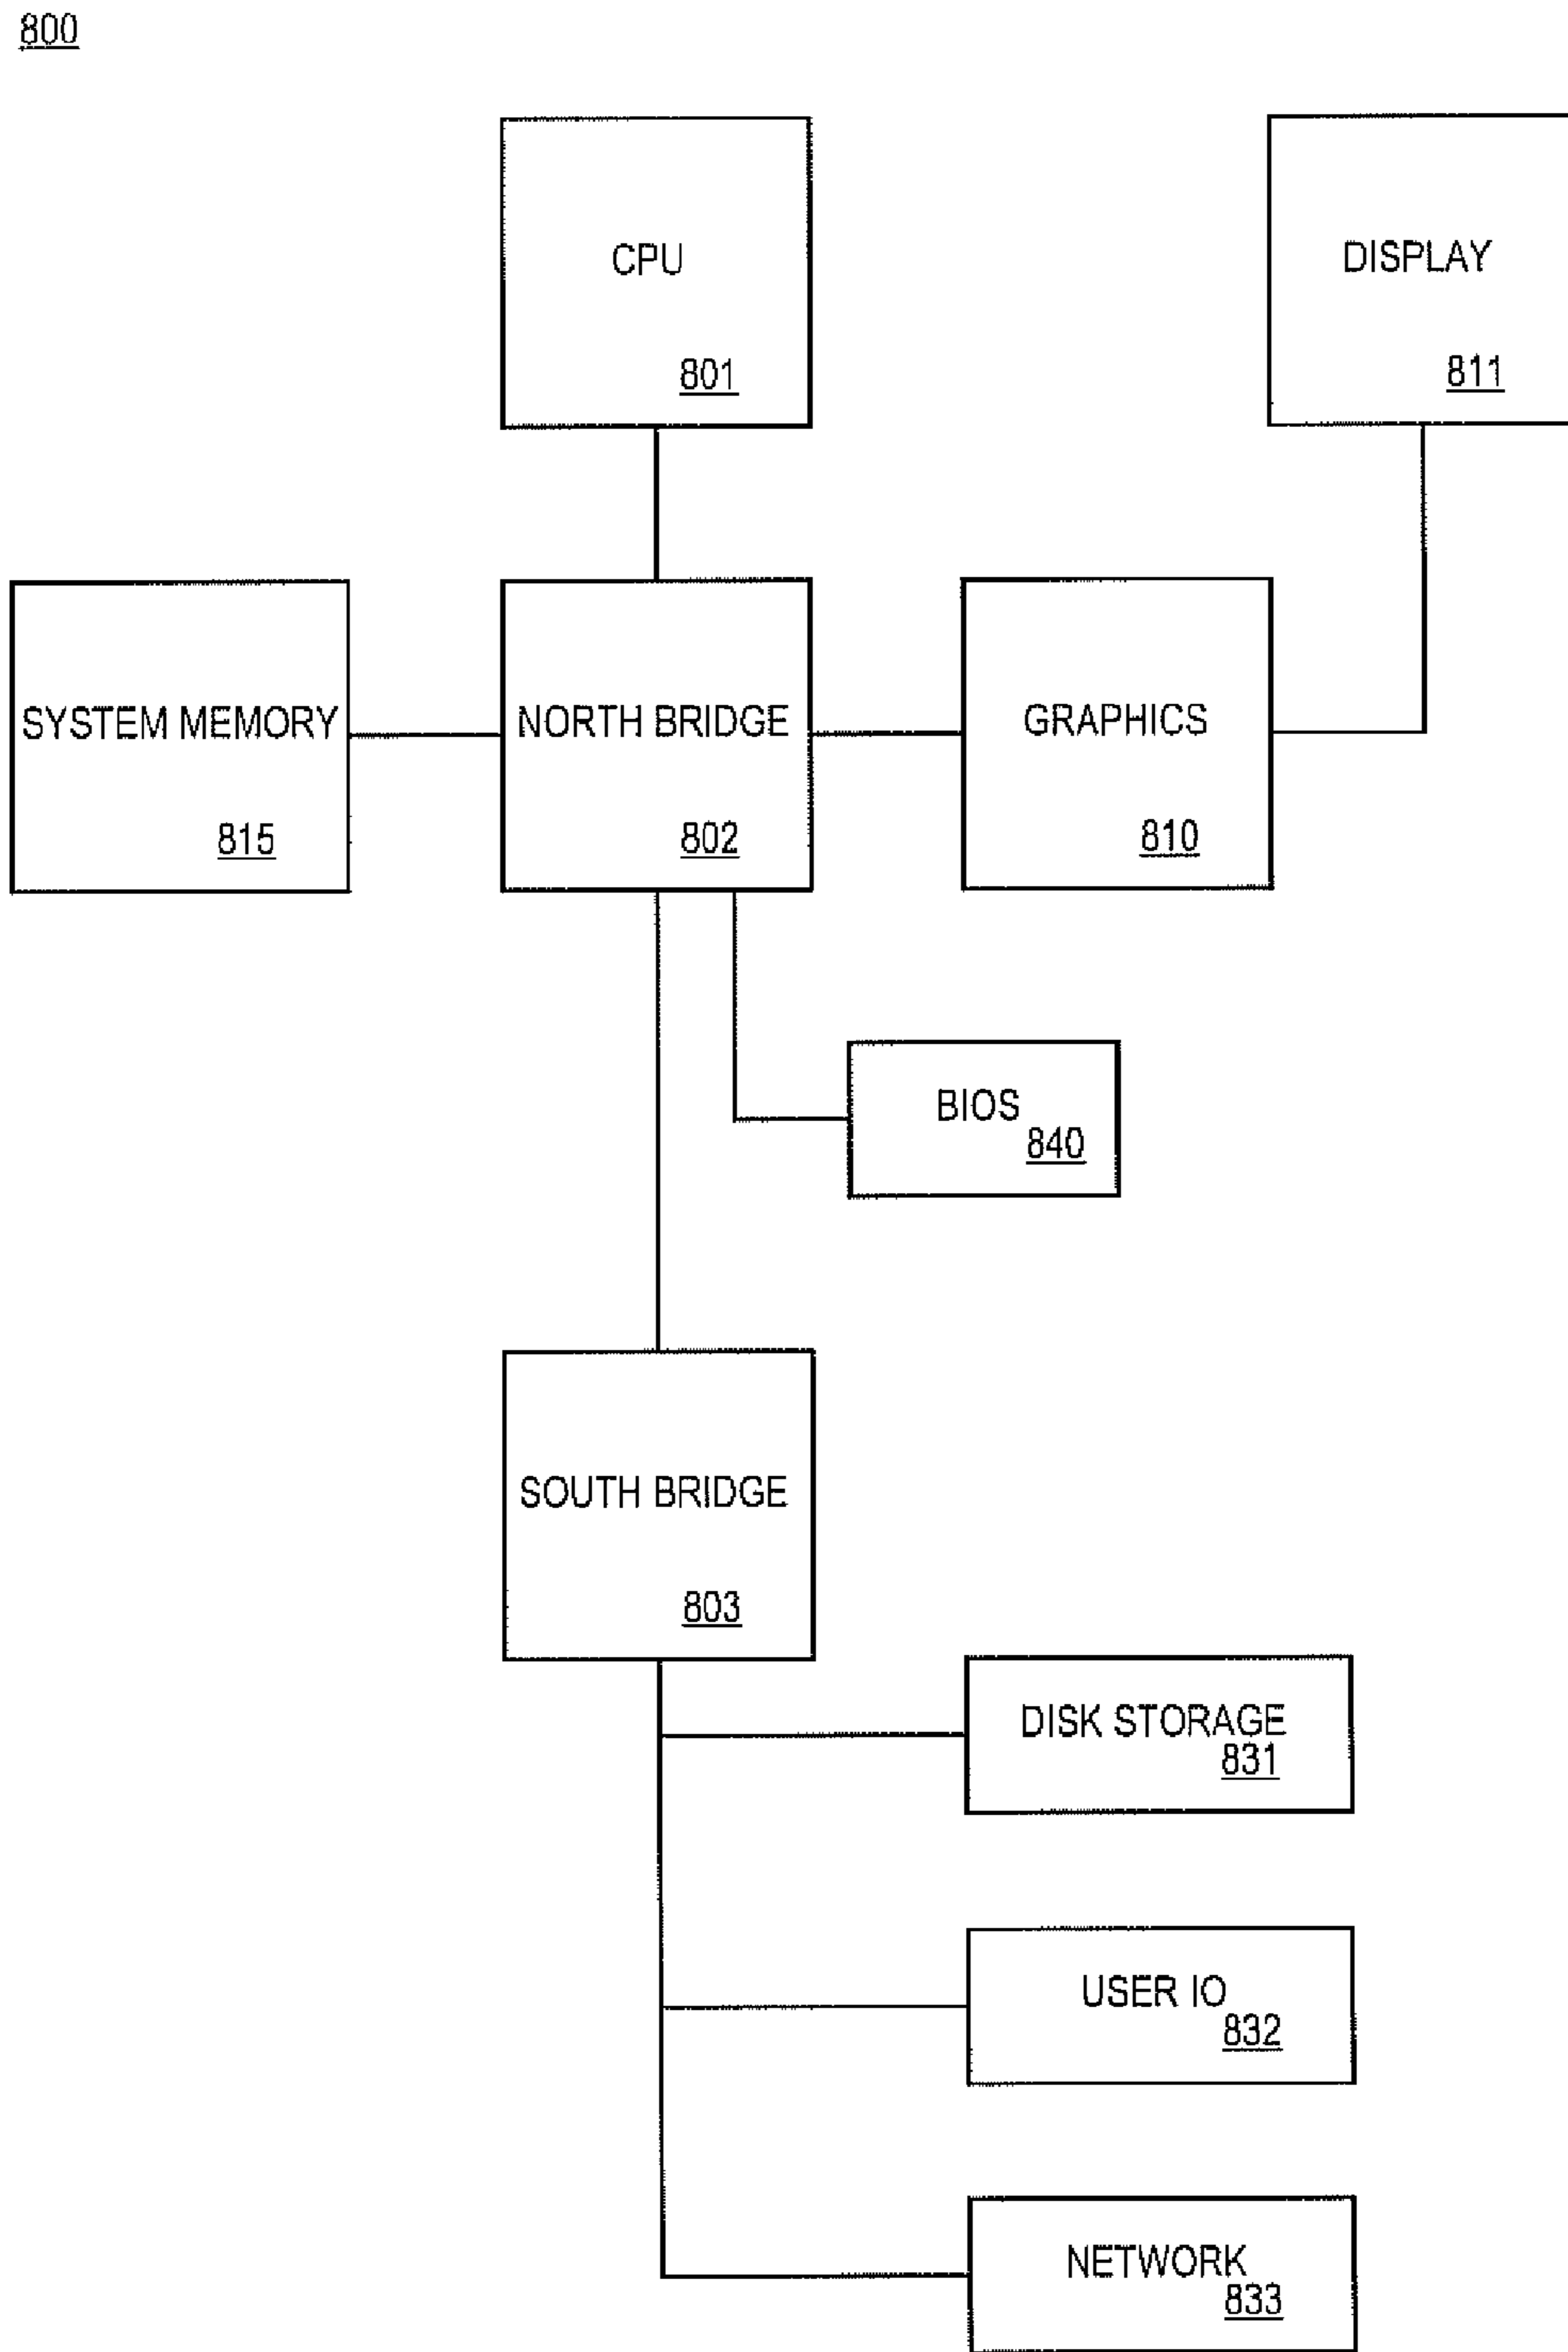 800
CPU
801
DISPLAY
811
SYSTEM MEMORY
815
NORTH BRIDGE
802
GRAPHICS
810
BIOS
840
SOUTH BRIDGE
803
DISK STORAGE
831
USER IO
832
NETWORK
833